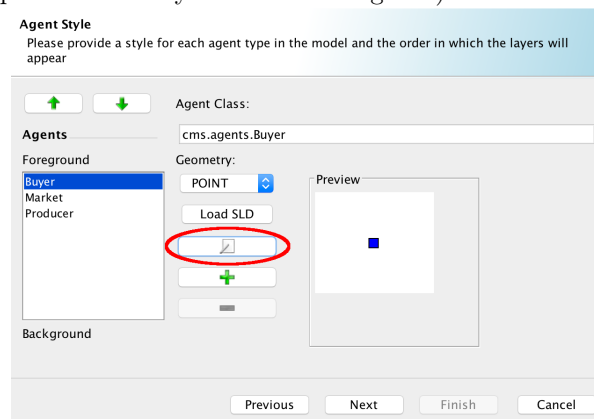 Agent Style
Please provide a style for each agent type in the model and the order in which the layers will
appear
Agent Class:
Agents
cms.agents.Buyer
Foreground
Geometry:
Buyer
Market
Producer
POINT
Preview
Load SLD
Background
Previous
Next
Finish
Cancel